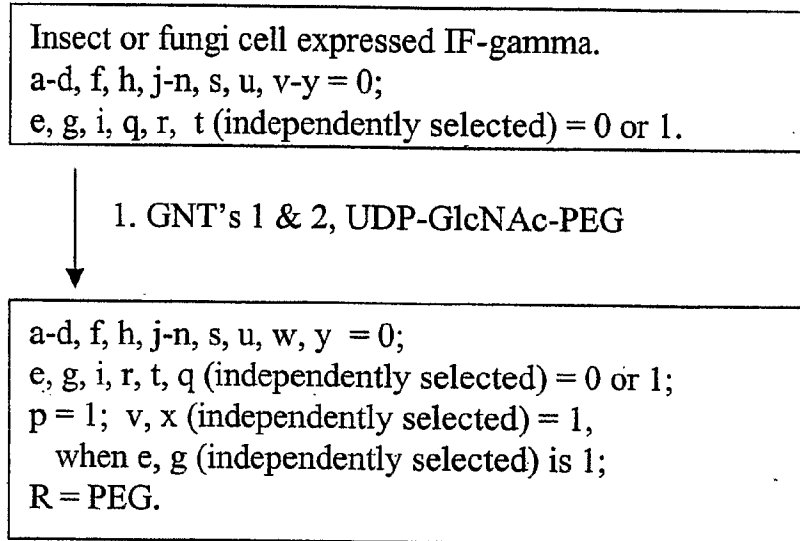 Insect or fungi cell expressed IF-gamma.
a-d, f, h, j-n, s, u, v-y = 0;
e, g, i, q, r, t (independently selected) = 0 or 1.
1. GNT's 1 & 2, UDP-GlcNAc-PEG
a-d, f, h, j-n, s, u, w, y = 0;
e, g, i, r, t, q (independently selected) = 0 or 1;
p = 1; v, x (independently selected) = 1,
when e, g (independently selected) is 1;
R = PEG.